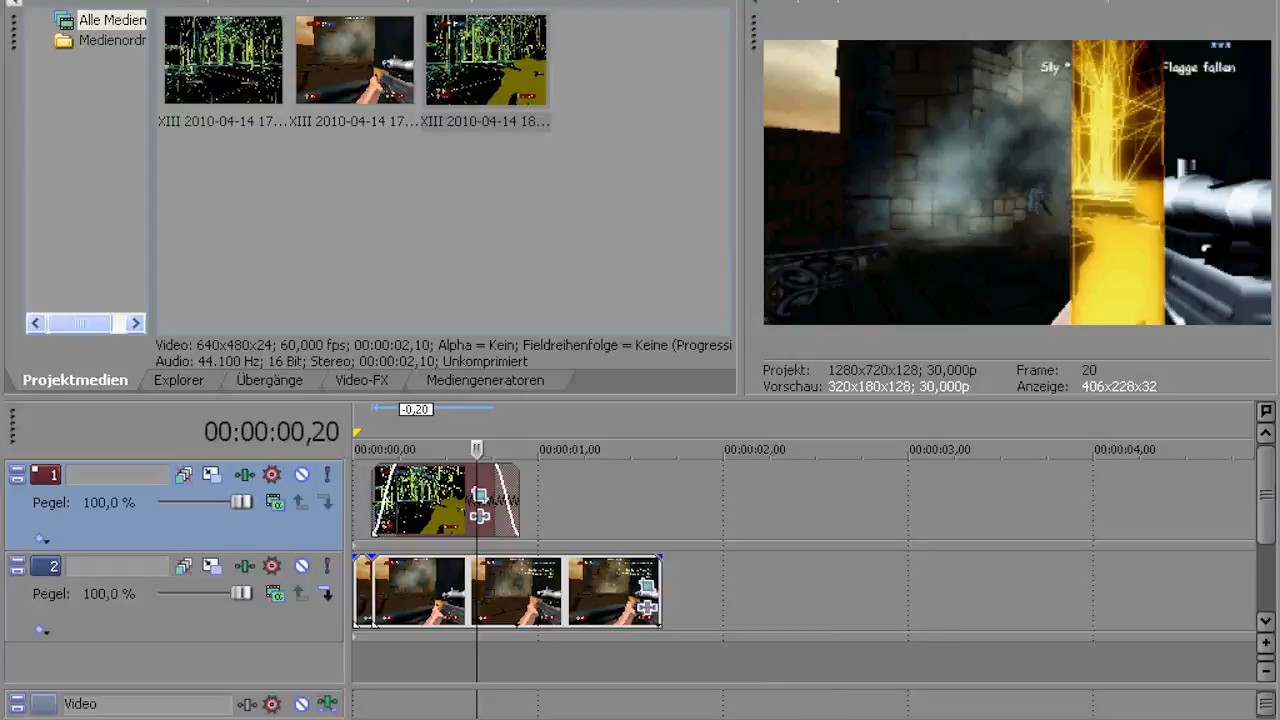 Alle Medien
Medienordr
XIII 2010-04-14 17...
XIII 2010-04-14 17...
XIII 2010-04-14 18...
Video: 640x480x24; 60,000 fps; 00:00:02,10; Alpha = Kein; Fieldreihenfolge = Keine (Progressi
Audio: 44.100 Hz; 16 Bit; Stereo; 00:00:02,10; Unkomprimiert
Projektmedien
Explorer
Übergänge
Video-FX
Mediengeneratoren
Sly *
Flagge fallen
Projekt: 1280x720x128; 30,000p
Frame: 20
Vorschau: 320x180x128; 30,000p
Anzeige: 406x228x32
-0,20
00:00:00,20
00:00:00,00
00:00:01,00
00:00:02,00
00:00:03,00
00:00:04,00
1
Pegel: 100,0 %
2
Pegel: 100,0 %
Video